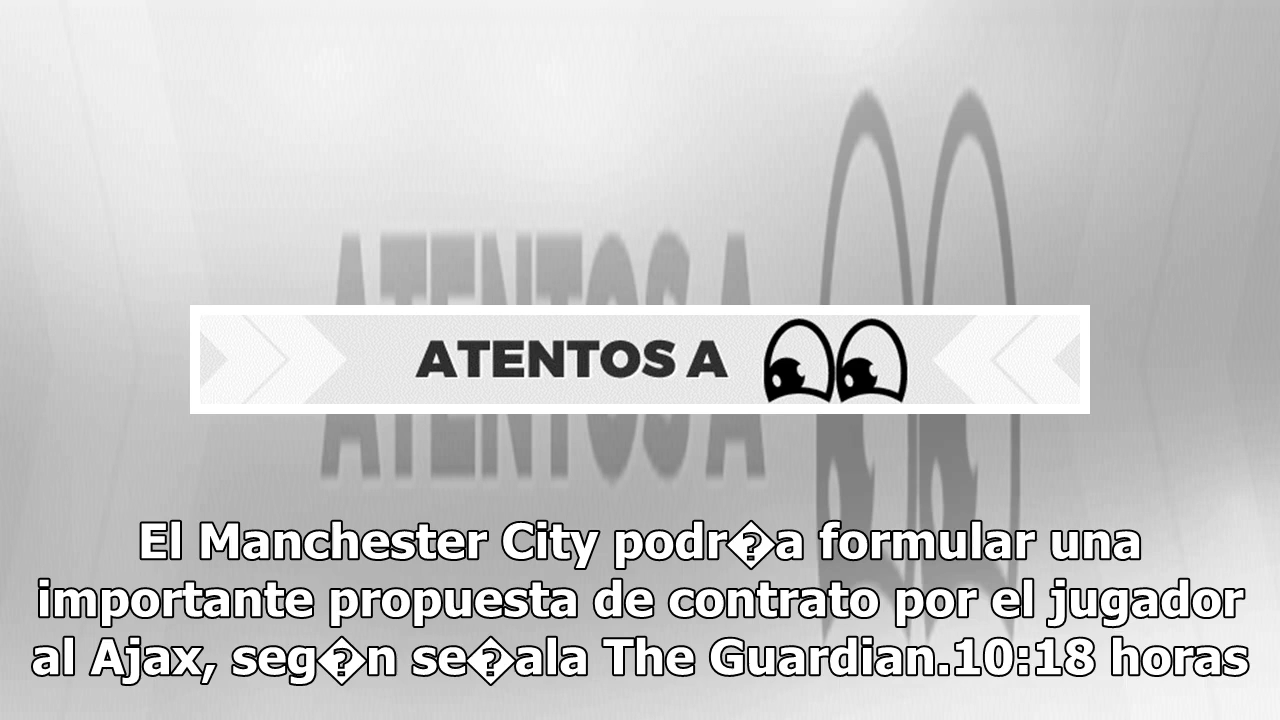 ATENTOS A
ATENTOS A
El Manchester City podr�a formular una
importante propuesta de contrato por el jugador
al Ajax, seg�n se�ala The Guardian.10:18 horas